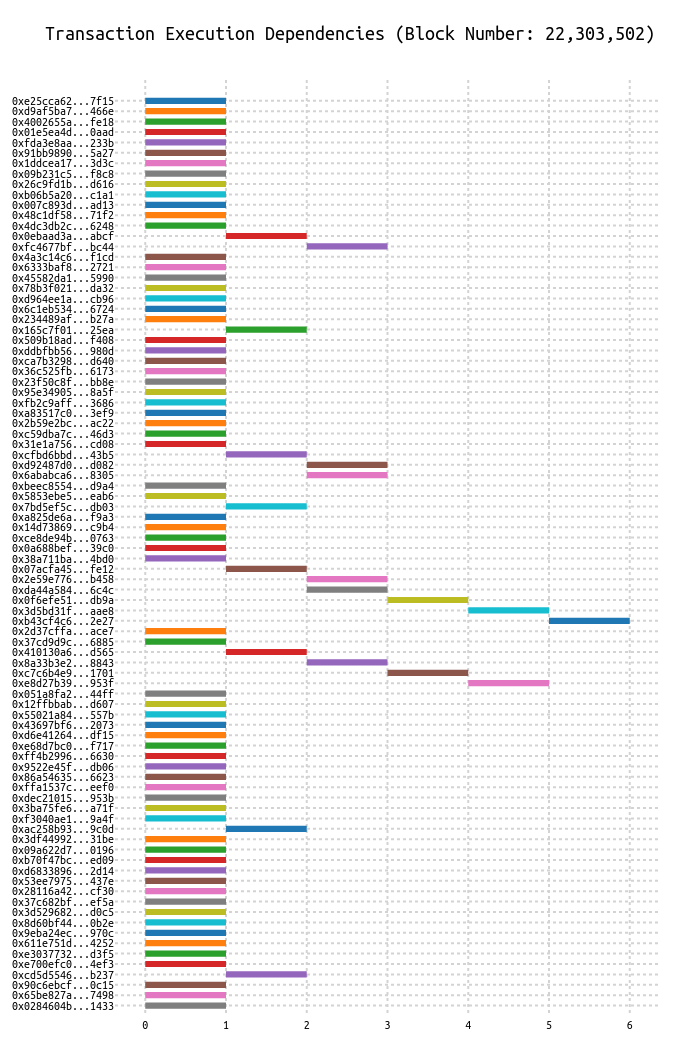 Transaction Execution Dependencies (Block Number: 22,303,502)
0xe25cca62...7f15
0xd9af5ba7...466e
0x4002655a...fe18
0x01e5ea4d...0aad
0xfda3e8aa...233b
0x91bb9890...5a27
0x1ddcea17...3d3c
0x09b231c5...f8c8
0x26c9fd1b...d616
0xb06b5a20...c1a1
0x007c893d...ad13
0x48c1df58...71f2
0x4dc3db2c...6248
0x0ebaad3a...abcf
0xfc4677bf...bc44
0x4a3c14c6...f1cd
0x6333baf8...2721
0x45582da1...5990
0x78b3f021...da32
0xd964ee1a...cb96
0x6c1eb534...6724
0x234489af...b27a
0x165c7f01...25ea
0x509b18ad...f408
0xddbfbb56...980d
0xca7b3298...d640
0x36c525fb...6173
0x23f50c8f...bb8e
0x95e34905...8a5f
0xfb2c9aff...3686
0xa83517c0...3ef9
0x2b59e2bc...ac22
0xc59dba7c...46d3
0x31e1a756...cd08
0xcfbd6bbd...43b5
0xd92487d0...d082
0x6ababca6...8305
0xbeec8554...d9a4
0x5853ebe5...eab6
0x7bd5ef5c...db03
0xa825de6a...f9a3
0x14d73869...c9b4
0xce8de94b...0763
0x0a688bef...39c0
0x38a711ba...4bd0
0x07acfa45...fe12
0x2e59e776...b458
0xda44a584...6c4c
0x0f6efe51...db9a
0x3d5bd31f...aae8
0xb43cf4c6...2e27
0x2d37cffa...ace7
0x37cd9d9c...6885
0x410130a6...d565
0x8a33b3e2...8843
0xc7c6b4e9...1701
0xe8d27b39...953f
0x051a8fa2...44ff
0x12ffbbab...d607
0x55021a84...557b
0x43697bf6...2073
0xd6e41264...df15
0xe68d7bc0...f717
0xff4b2996...6630
0x9522e45f...db06
0x86a54635...6623
0xffa1537c...eef0
0xdec21015...953b
0x3ba75fe6...a71f
0xf3040ae1...9a4f
0xac258b93...9c0d
0x3df44992...31be
0x09a622d7...0196
0xb70f47bc...ed09
0xd6833896...2d14
0x53ee7975...437e
0x28116a42...cf30
0x37c682bf...ef5a
0x3d529682...d0c5
0x8d60bf44...0b2e
0x9eba24ec...970c
0x611e751d...4252
0xe3037732...d3f5
0xe700efc0...4ef3
0xcd5d5546...b237
0x90c6ebcf...0c15
0x65be827a...7498
0x0284604b...1433
0 1 2 3 4 5 6